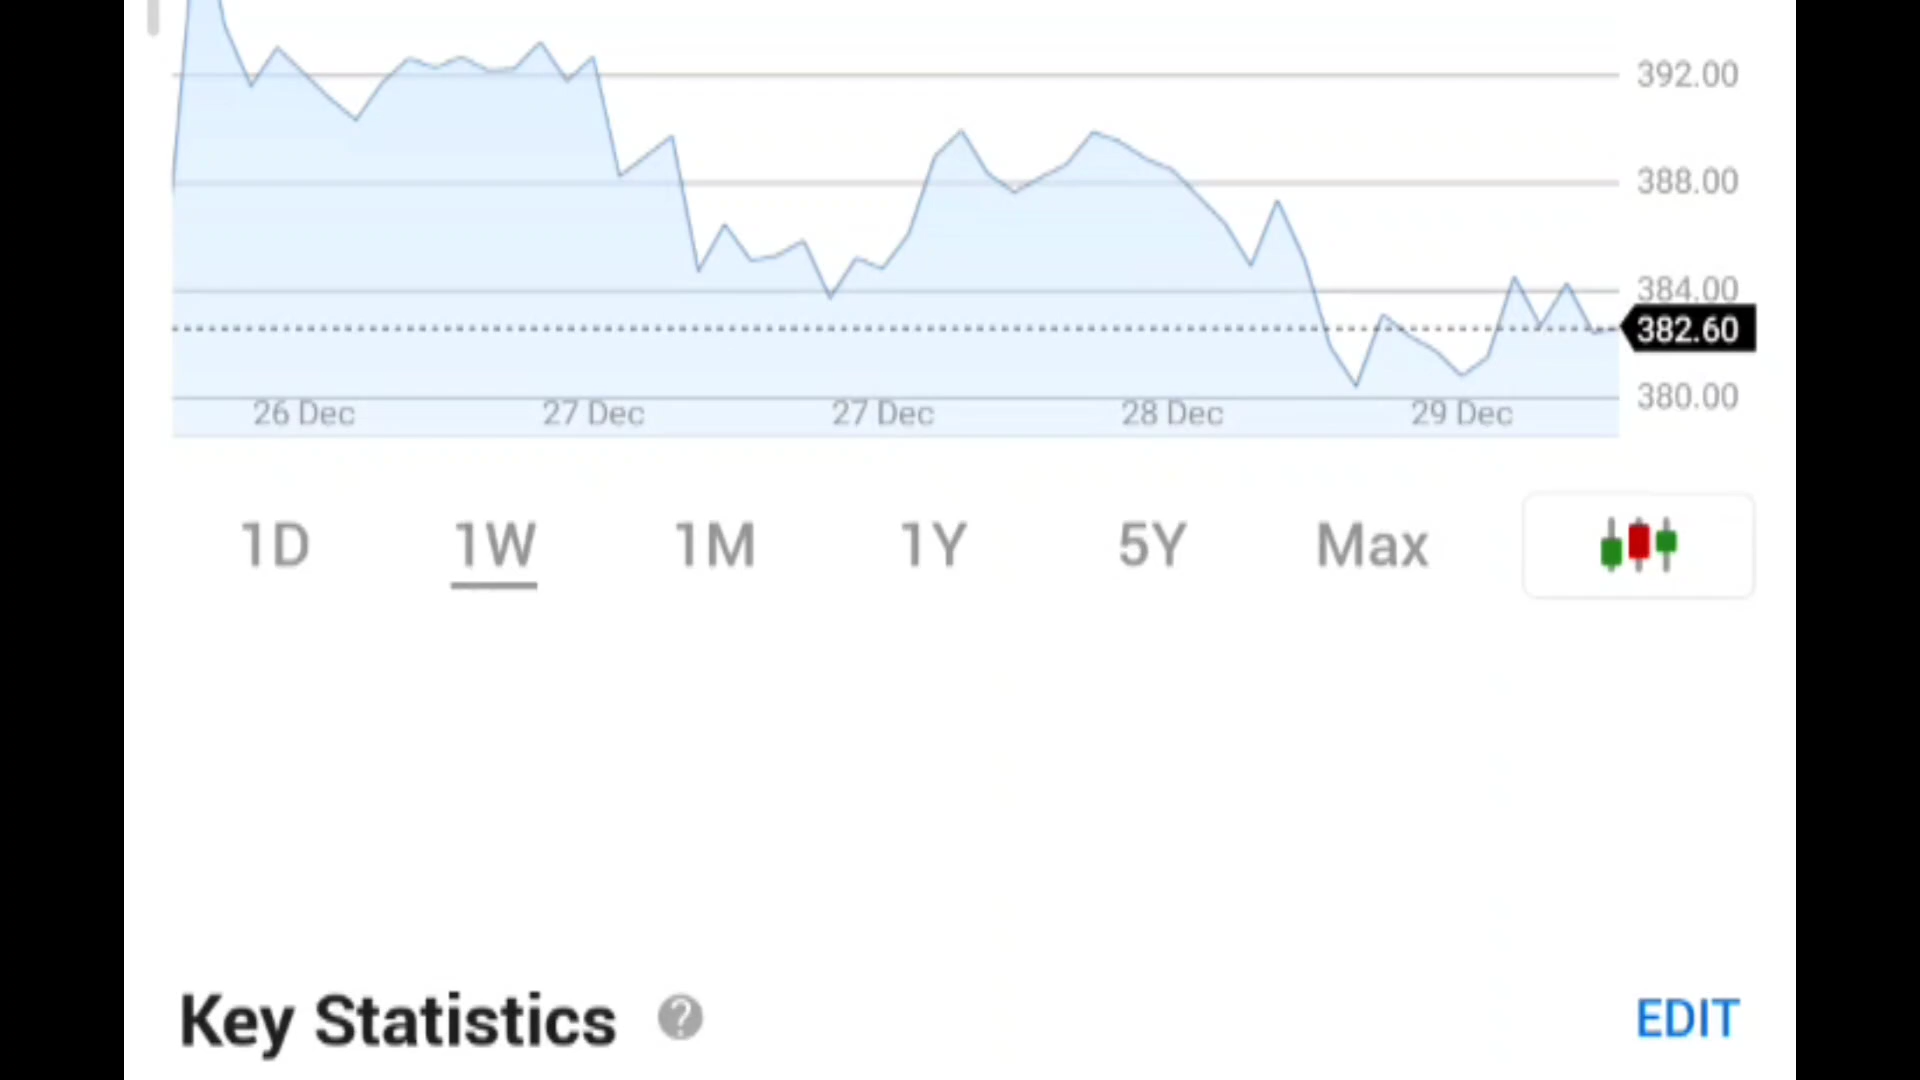 392.00
388.00
384.00
382.60
380.00
26 Dec 27 Dec 27 Dec 28 Dec 29 Dec
1D 1W 1M 1Y 5Y Max
Key Statistics ? EDIT